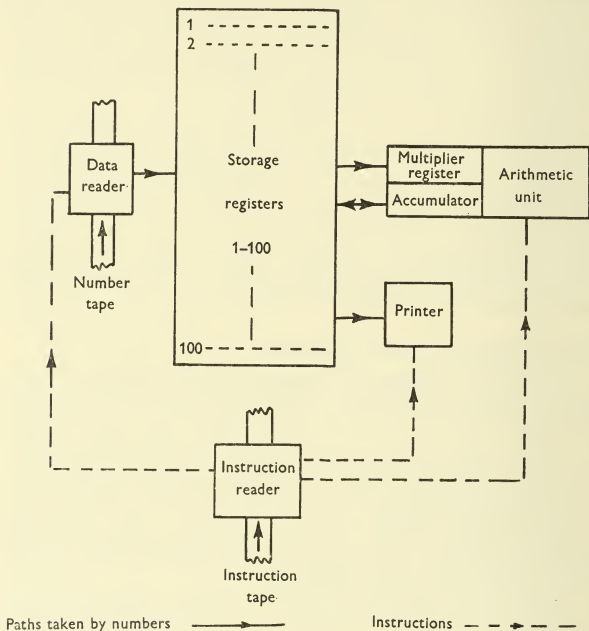 1
2
Data
reader
Storage
registers
1–100
Multiplier
register
Accumulator
Arithmetic
unit
Number
tape
Printer
100
Instruction
reader
Instruction
tape
Paths taken by numbers
Instructions